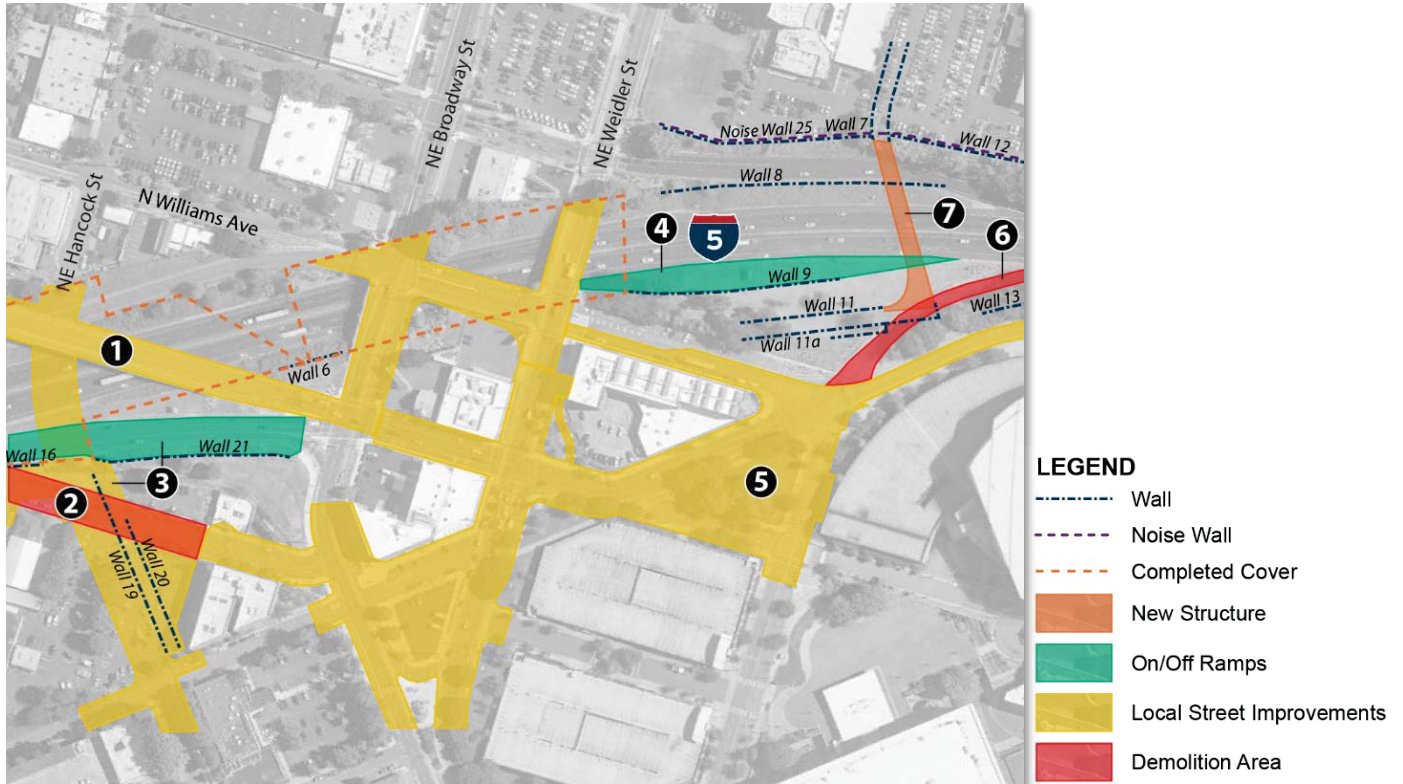 NE Hancock St
N Williams Ave
NE Broadway St
NE Weidler St
Noise Wall 25
Wall 7
Wall 12
Wall 8
7
4
5
6
Wall 9
Wall 11
Wall 13
Wall 11a
1
Wall 6
Wall 21
Wall 16
3
2
5
Wall 20
Wall 19
LEGEND
Wall
Noise Wall
Completed Cover
New Structure
On/Off Ramps
Local Street Improvements
Demolition Area